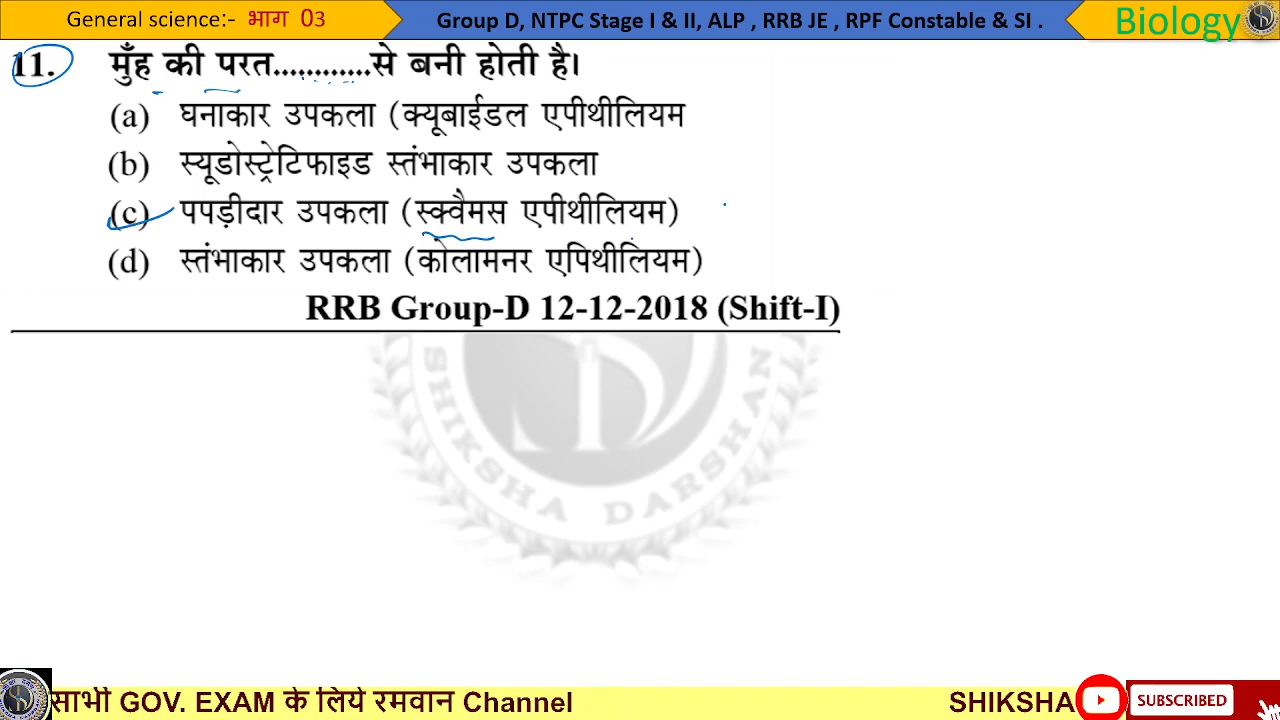 General science:- भाग 03
Group D, NTPC Stage I & II, ALP , RRB JE , RPF Constable & SI .
Biology
11. मुँह की परत.............से बनी होती है।
(a) घनाकार उपकला (क्यूबाईडल एपीथीलियम
(b) स्यूडोस्ट्रेटिफाइड स्तंभाकार उपकला
(c) पपड़ीदार उपकला (स्क्वैमस एपीथीलियम)
(d) स्तंभाकार उपकला (कोलामनर एपिथीलियम)
RRB Group-D 12-12-2018 (Shift-I)
SHIKSHA DARSHAN
साभी GOV. EXAM के लिये रमवान Channel
SHIKSHA
SUBSCRIBED